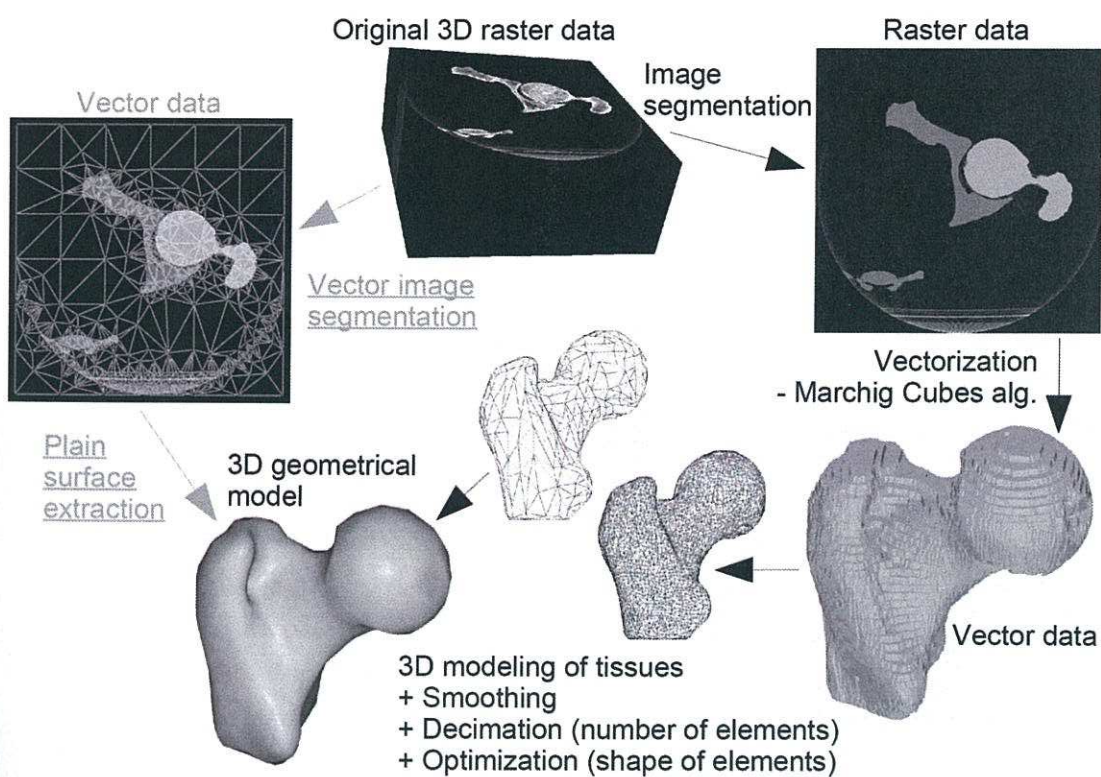 Original 3D raster data
Raster data
Image
segmentation
Vector data
Vector image
segmentation
Vectorization
- Marchig Cubes alg.
Plain
surface
extraction
3D geometrical
model
Vector data
3D modeling of tissues
+ Smoothing
+ Decimation (number of elements)
+ Optimization (shape of elements)